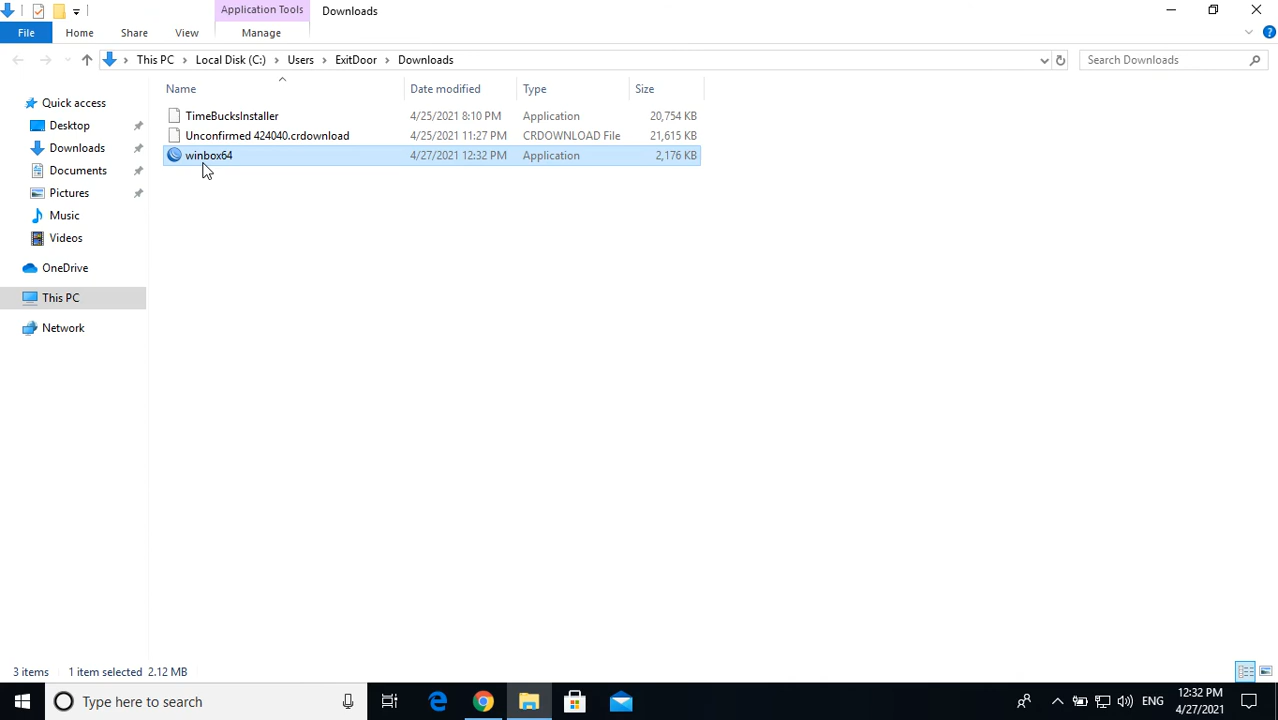 Application Tools Downloads
File Home Share View Manage
This PC Local Disk (C:) Users ExitDoor Downloads Search Downloads
Name Date modified Type Size
Quick access
Desktop
Downloads
Documents
Pictures
Music
Videos
OneDrive
This PC
Network
TimeBucksInstaller 4/25/2021 8:10 PM Application 20,754 KB
Unconfirmed 424040.crdownload 4/25/2021 11:27 PM CRDOWNLOAD File 21,615 KB
winbox64 4/27/2021 12:32 PM Application 2,176 KB
3 items 1 item selected 2.12 MB
Type here to search ENG 12:32 PM
4/27/2021